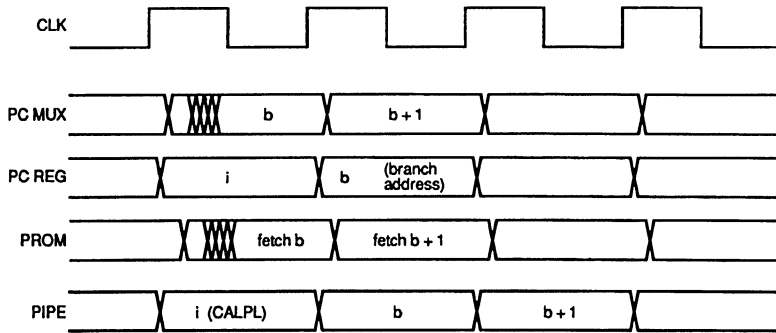 CLK
PC MUX b b + 1
PC REG i b (branch address)
PROM fetch b fetch b + 1
PIPE i (CALPL) b b + 1